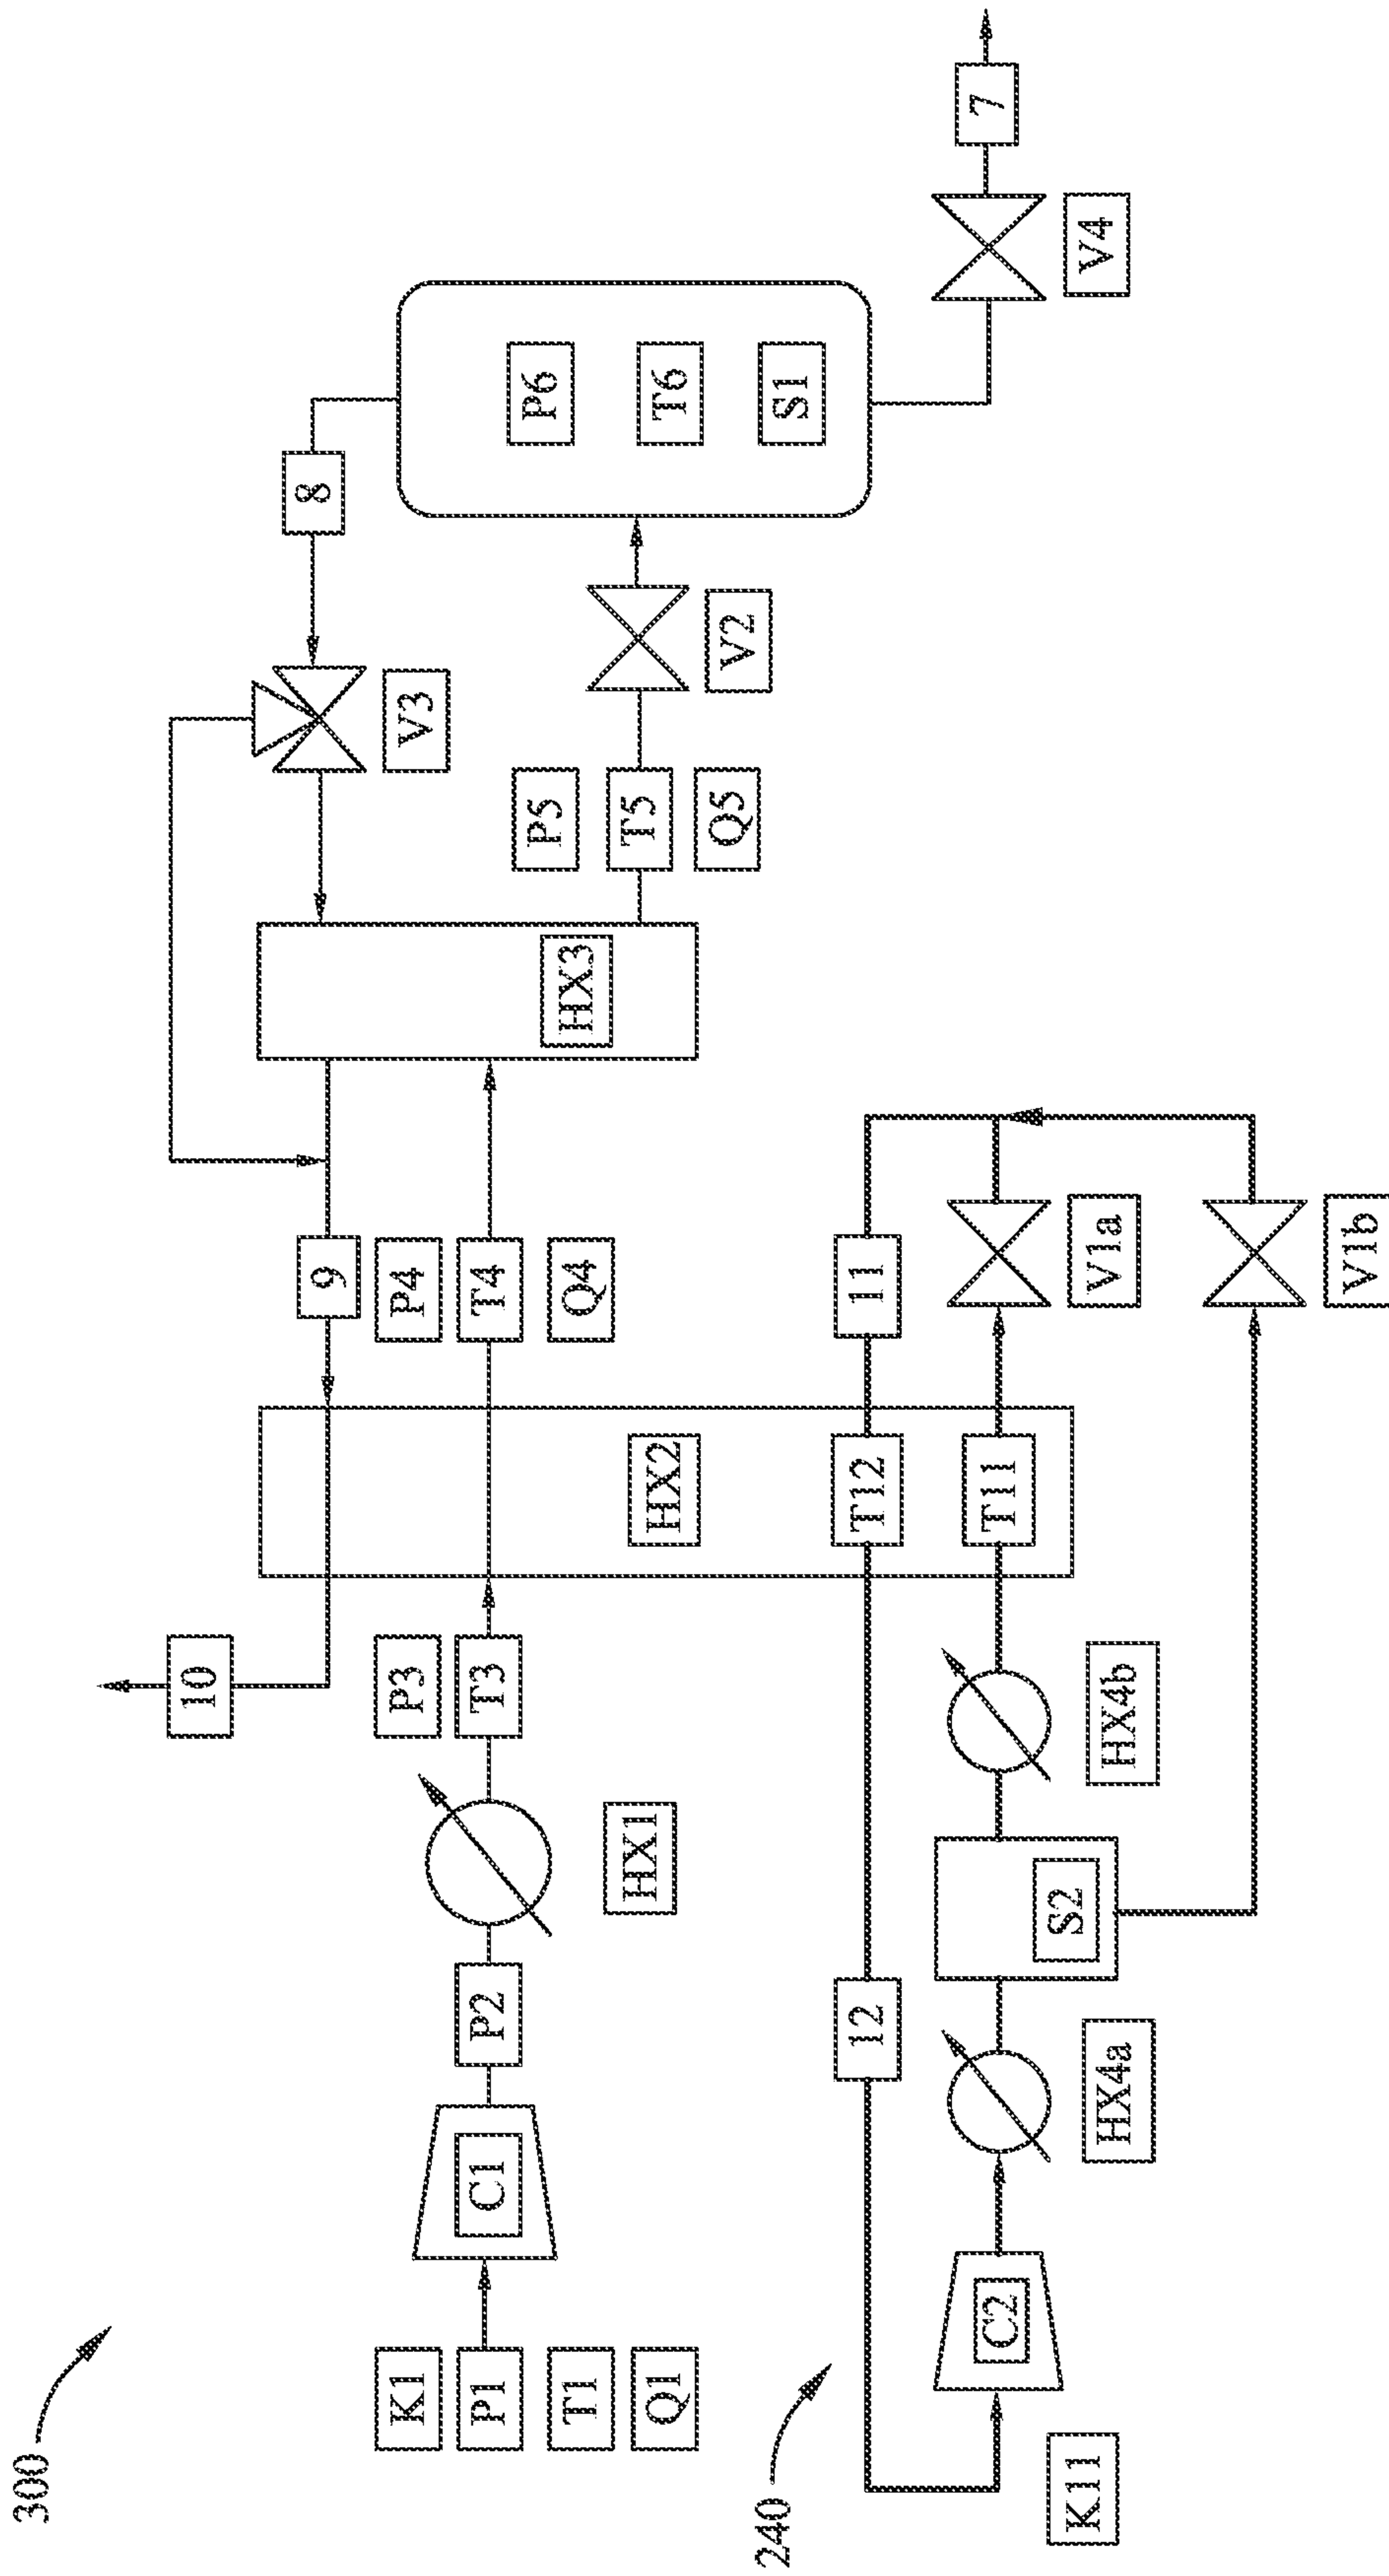 300
10
8
9
V3
K1
P1
T1
Q1
C1
P2
HX1
P3
T3
P4
T4
Q4
HX3
P5
T5
Q5
V2
P6
T6
S1
7
V4
HX2
240
12
T12
11
K11
C2
HX4a
S2
HX4b
T11
V1a
V1b